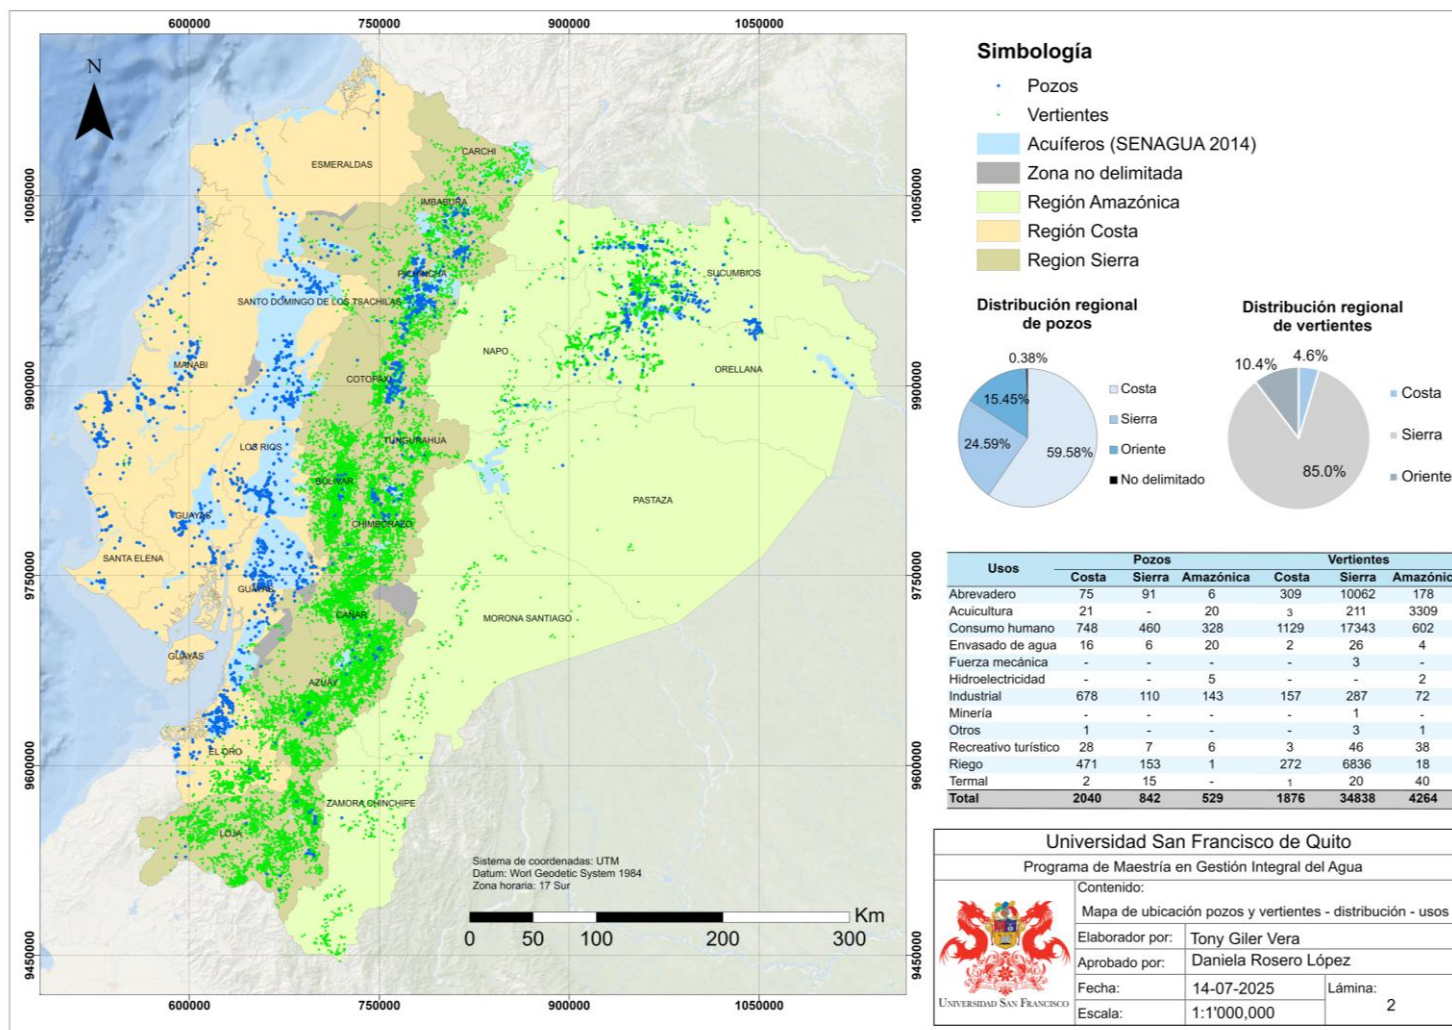 600000 750000 900000 1050000
N
ESMERALDAS
CARCHI
IMBABURA
PICHINCHA
SUCUMBIOS
SANTO DOMINGO DE LOS TSACHILAS
NAPO
ORELLANA
MANABI
COTOPAXI
LOS RIOS
TUNGURAHUA
BOLIVAR
PASTAZA
GUAYAS
CHIMBORAZO
SANTA ELENA
GUAYAS
CAÑAR
MORONA SANTIAGO
GUAYAS
AZUAY
EL ORO
ZAMORA CHINCHIPE
LOJA
10050000
9900000
9750000
9600000
9450000
10050000
9900000
9750000
9600000
9450000
Sistema de coordenadas: UTM
Datum: Worl Geodetic System 1984
Zona horaria: 17 Sur
Km
0 50 100 200 300
600000 750000 900000 1050000
Simbología
Pozos
Vertientes
Acuíferos (SENAGUA 2014)
Zona no delimitada
Región Amazónica
Región Costa
Region Sierra
Distribución regional
de pozos
0.38%
15.45%
24.59%
59.58%
Costa
Sierra
Oriente
No delimitado
Distribución regional
de vertientes
10.4%
4.6%
85.0%
Costa
Sierra
Oriente
Usos Pozos Vertientes
Costa Sierra Amazónica Costa Sierra Amazónic
Abrevadero 75 91 6 309 10062 178
Acuicultura 21 - 20 3 211 3309
Consumo humano 748 460 328 1129 17343 602
Envasado de agua 16 6 20 2 26 4
Fuerza mecánica - - - - 3 -
Hidroelectricidad - - 5 - - 2
Industrial 678 110 143 157 287 72
Minería - - - - 1 -
Otros 1 - - - 3 1
Recreativo turístico 28 7 6 3 46 38
Riego 471 153 1 272 6836 18
Termal 2 15 - 1 20 40
Total 2040 842 529 1876 34838 4264
Universidad San Francisco de Quito
Programa de Maestría en Gestión Integral del Agua
Contenido:
Mapa de ubicación pozos y vertientes - distribución - usos
Elaborador por: Tony Giler Vera
Aprobado por: Daniela Rosero López
Fecha: 14-07-2025
Lámina:
2
Escala: 1:1'000,000
UNIVERSIDAD SAN FRANCISCO